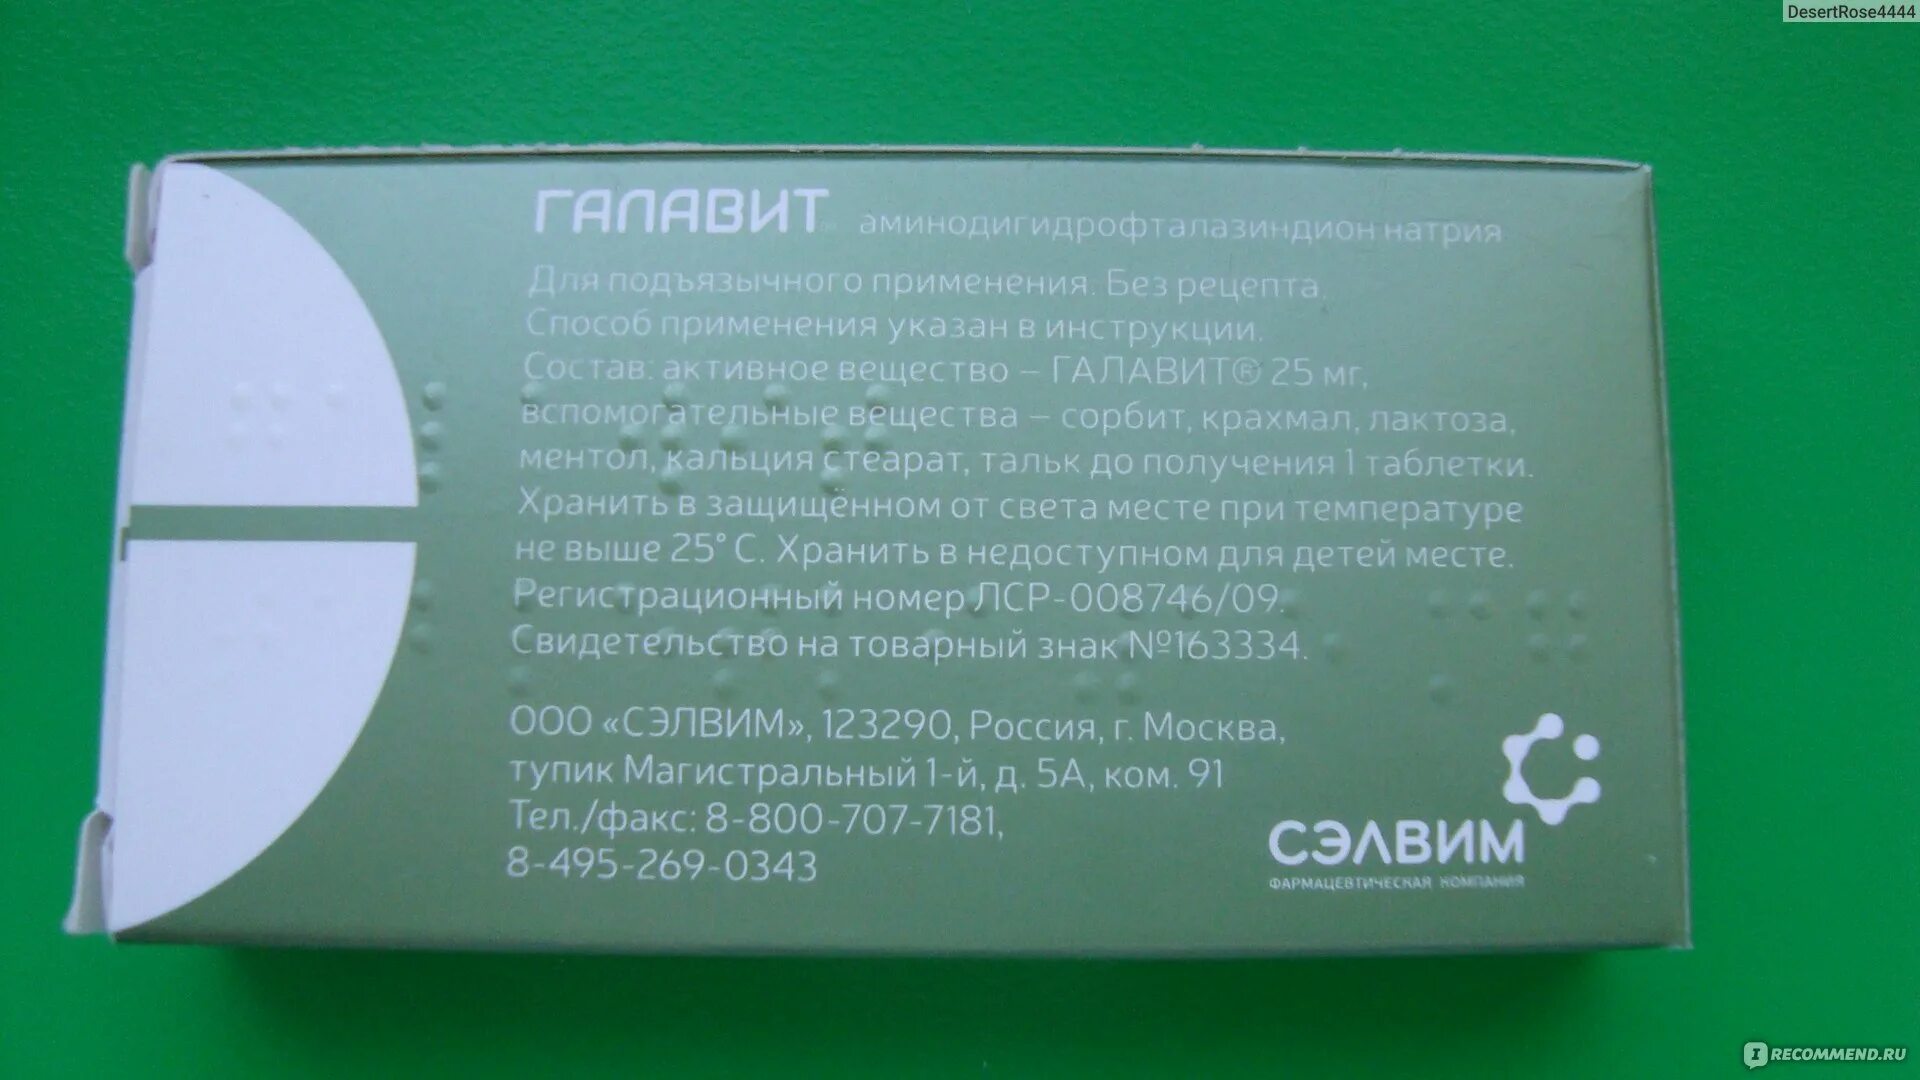 DesertRose4444
ГАЛАВИТ аминодигидрофталазиндион натрия
Для подъязычного применения. Без рецепта.
Способ применения указан в инструкции.
Состав: активное вещество – ГАЛАВИТ® 25 мг,
вспомогательные вещества – сорбит, крахмал, лактоза,
ментол, кальция стеарат, тальк до получения 1 таблетки.
Хранить в защищённом от света месте при температуре
не выше 25° С. Хранить в недоступном для детей месте.
Регистрационный номер ЛСР-008746/09.
Свидетельство на товарный знак №163334.
ООО «СЭЛВИМ», 123290, Россия, г. Москва,
тупик Магистральный 1-й, д. 5А, ком. 91
Тел./факс: 8-800-707-7181,
8-495-269-0343
СЭЛВИМ
ФАРМАЦЕВТИЧЕСКАЯ КОМПАНИЯ
I RECOMMEND.RU